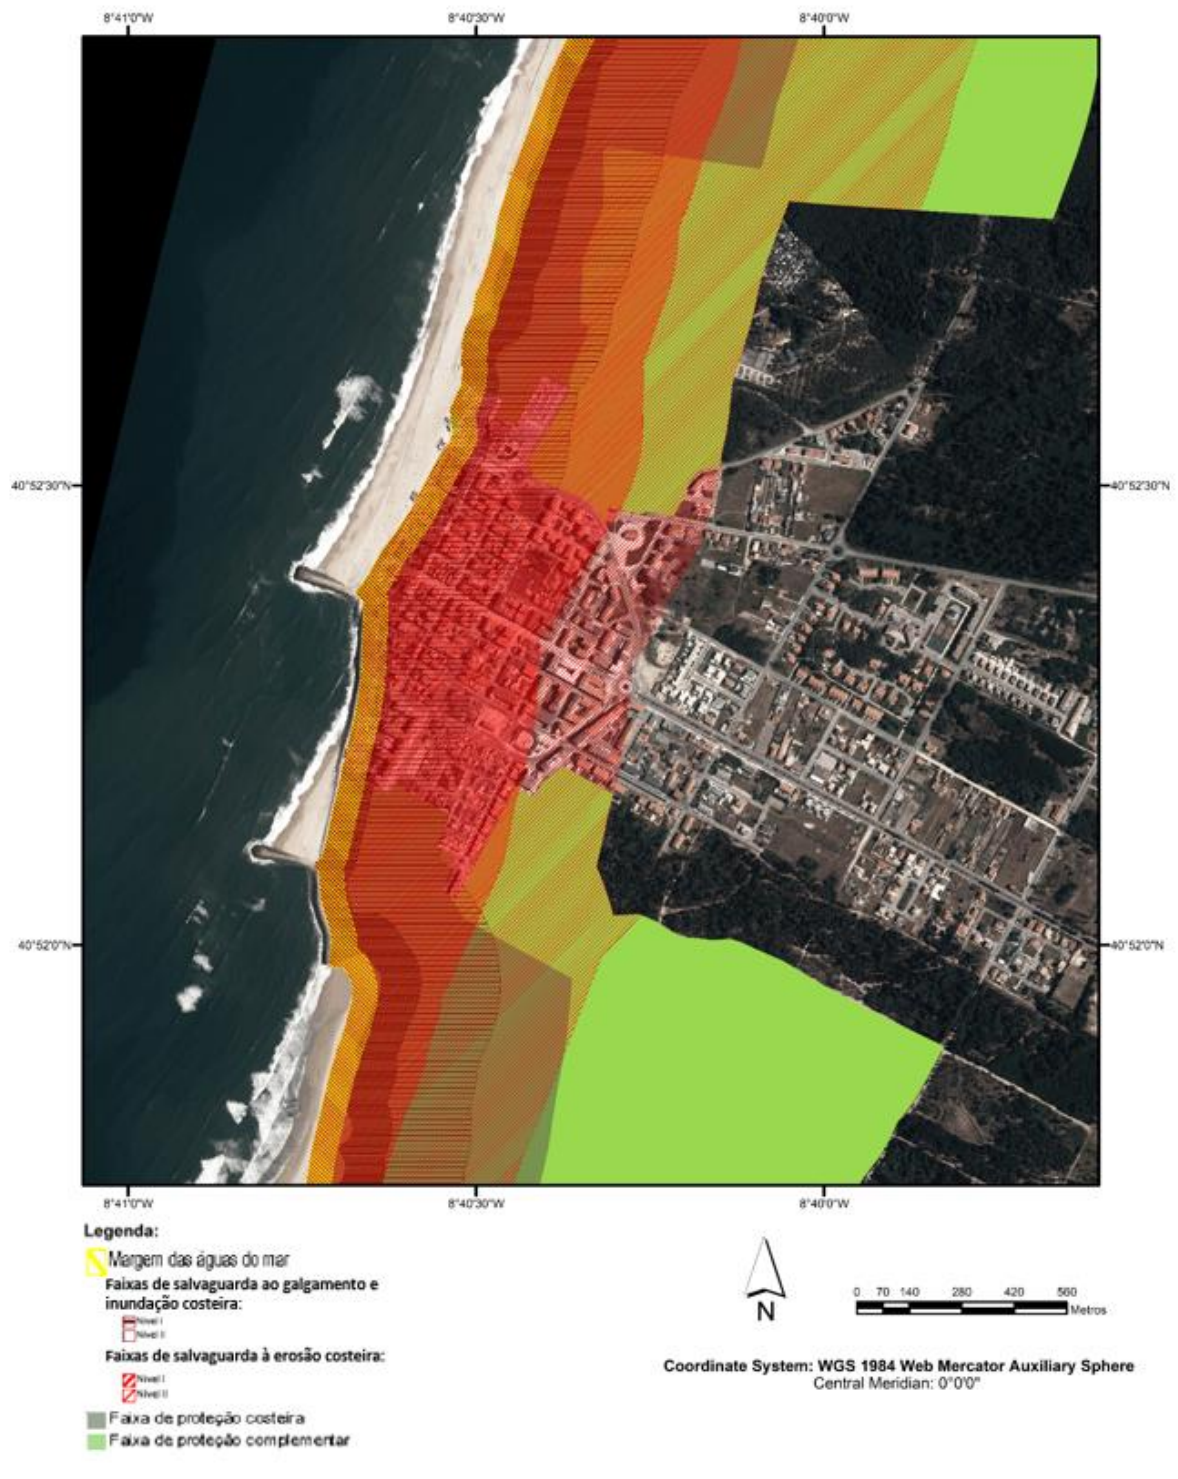 8°41'0"W 8°40'30"W 8°40'0"W
40°52'30"N 40°52'30"N
40°52'0"N 40°52'0"N
8°41'0"W 8°40'30"W 8°40'0"W
Legenda:
Margem das águas do mar
Faixas de salvaguarda ao galgamento e
inundação costeira:
Nível I
Nível II
Faixas de salvaguarda à erosão costeira:
Nível I
Nível II
Faixa de proteção costeira
Faixa de proteção complementar
N
0 70 140 280 420 560
Metros
Coordinate System: WGS 1984 Web Mercator Auxiliary Sphere
Central Meridian: 0°0'0"